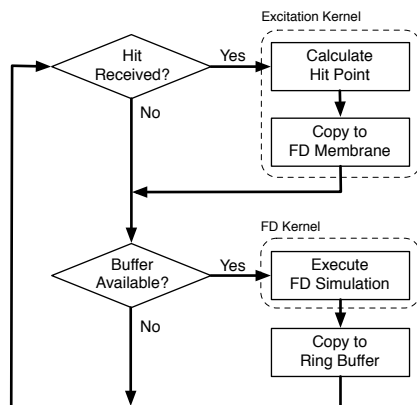 Excitation Kernel
Hit
Received?
Yes
Calculate
Hit Point
No
Copy to
FD Membrane
FD Kernel
Buffer
Available?
Yes
Execute
FD Simulation
No
Copy to
Ring Buffer